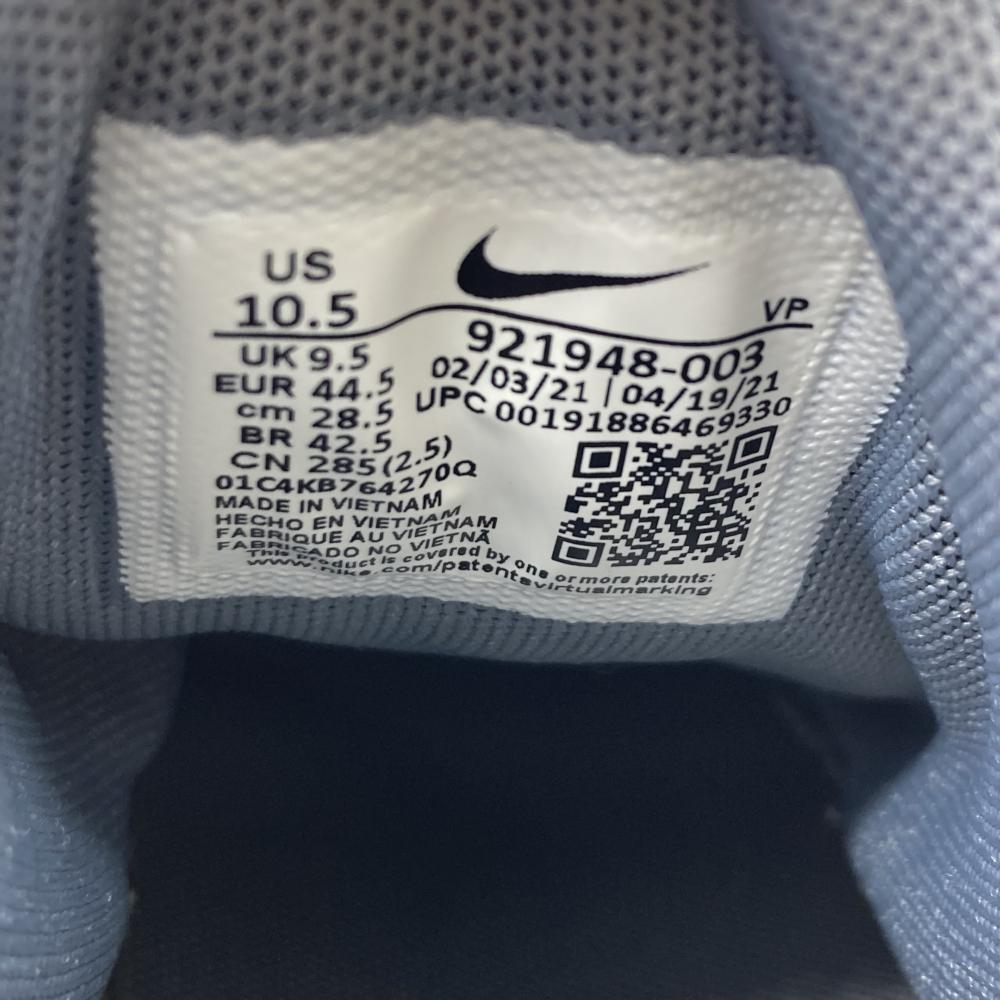 US
10.5
VP
UK 9.5
EUR 44.5
cm 28.5
BR 42.5
CN 285(2.5)
01C4KB764270Q
MADE IN VIETNAM
HECHO EN VIETNAM
FABRIQUE AU VIETNAM
FABRICADO NO VIETNÃ
921948-003
02/03/21 | 04/19/21
UPC 00191886469330
This product is covered by one or more patents:
www.nike.com/patentsvirtualmarking